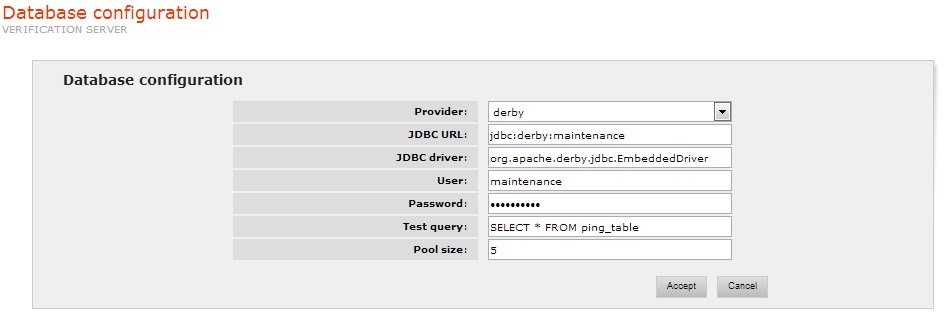 Database configuration
VERIFICATION SERVER
Database configuration
Provider: derby
JDBC URL: jdbc:derby:maintenance
JDBC driver: org.apache.derby.jdbc.EmbeddedDriver
User: maintenance
Password: ••••••••••
Test query: SELECT * FROM ping_table
Pool size: 5
Accept Cancel